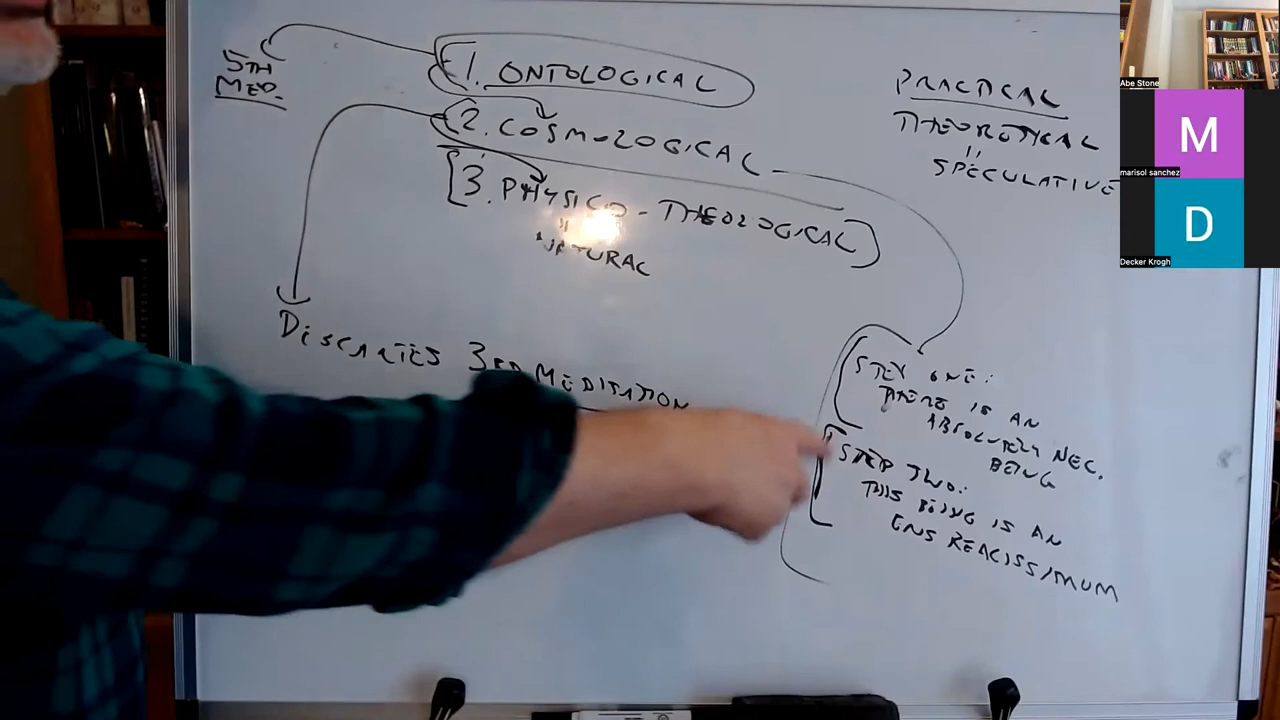 5TH
MED.
1. ONTOLOGICAL
2. COSMOLOGICAL
[3. PHYSICO-THEOLOGICAL]
"
NATURAL
DESCARTES 3RD MEDITATION
PRACTICAL
THEORETICAL
"
SPECULATIVE
STEP ONE:
THERE IS AN
ABSOLUTELY NEC.
BEING
STEP TWO:
THIS BEING IS AN
ENS REALISSIMUM
Abe Stone
M
marisol sanchez
D
Decker Krogh